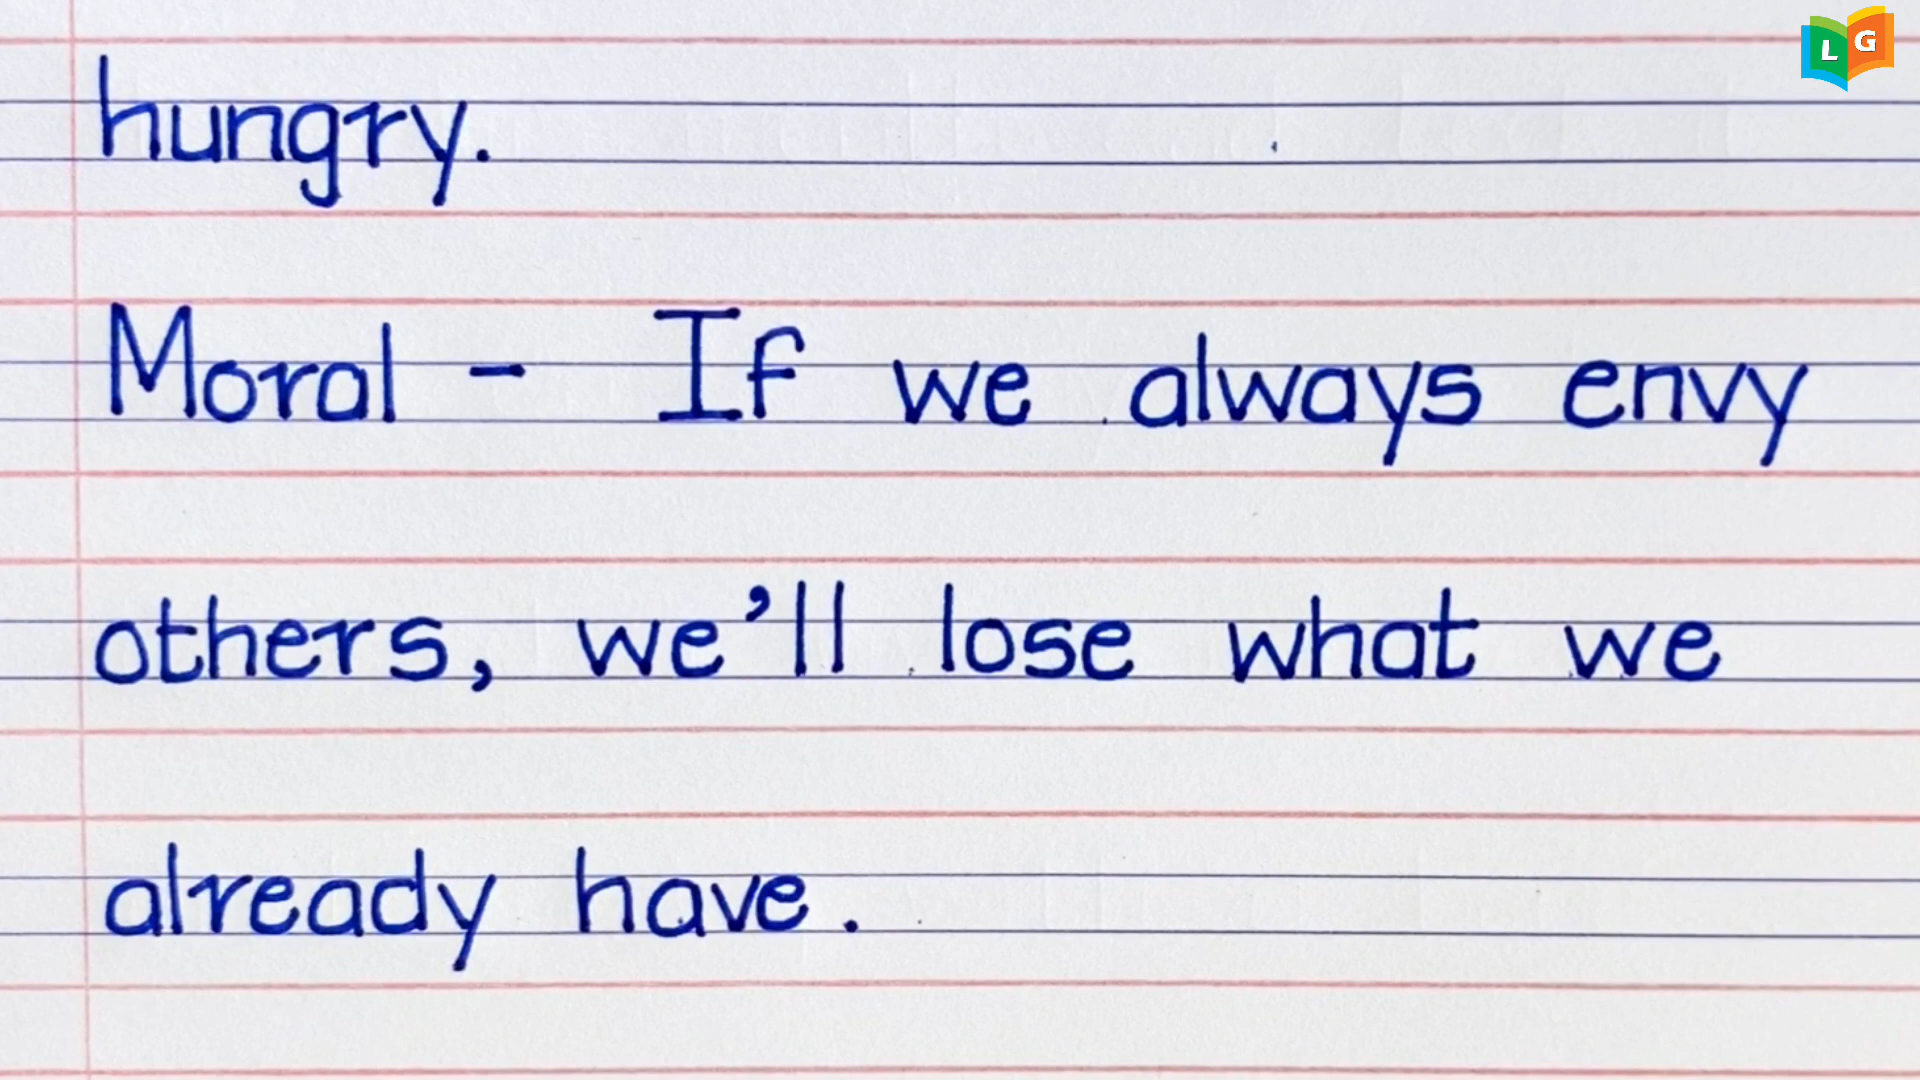 L G
hungry.
Moral - If we always envy
others, we'll lose what we
already have.